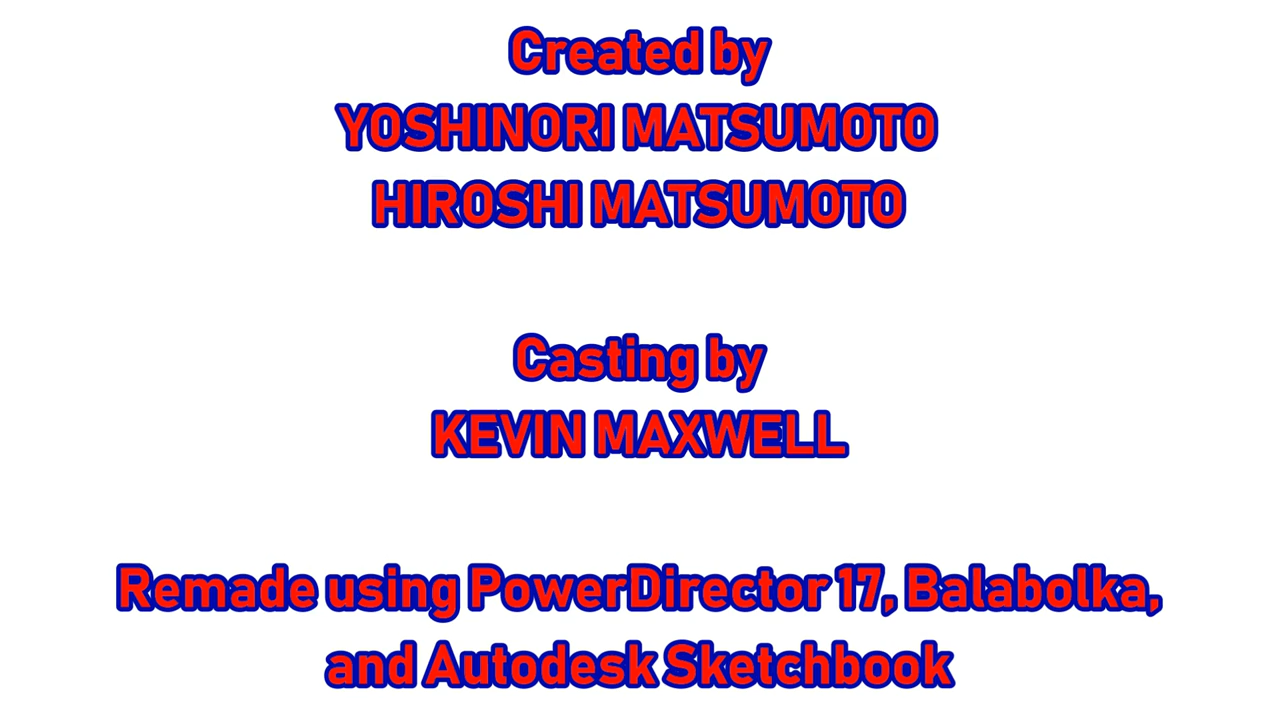 Created by
YOSHINORI MATSUMOTO
HIROSHI MATSUMOTO
Casting by
KEVIN MAXWELL
Remade using PowerDirector 17, Balabolka,
and Autodesk Sketchbook